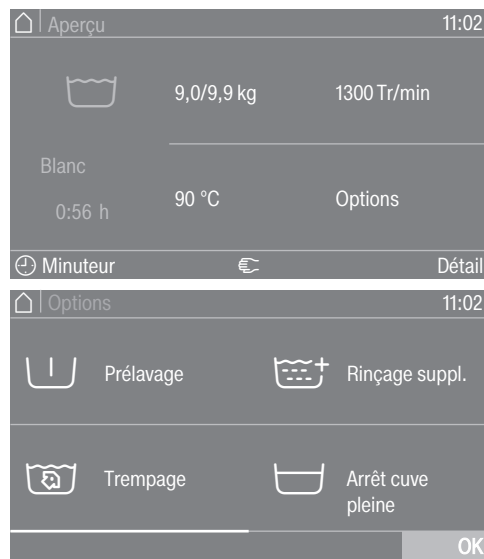 Aperçu 11:02
9,0/9,9 kg 1300 Tr/min
Blanc
0:56 h
90 °C Options
Minuteur Détail
Options 11:02
Prélavage Rinçage suppl.
Trempage Arrêt cuve
pleine
OK